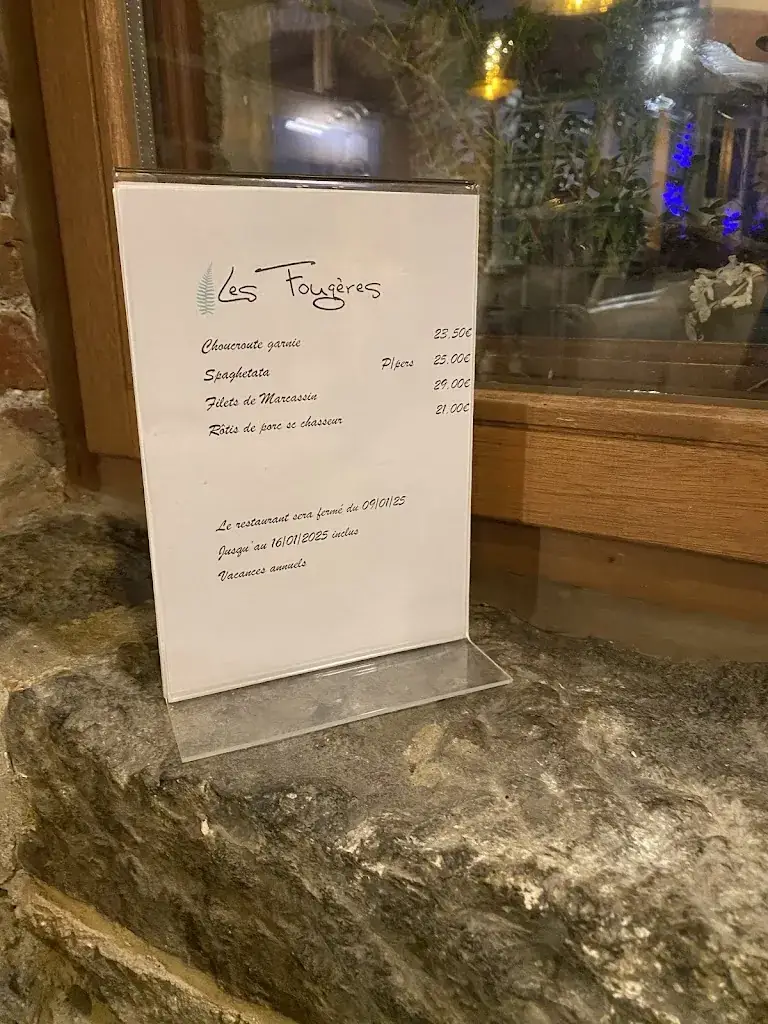 Les Fougères
Choucroute garnie 23.50€
Spaghetata P/pers 25.00€
Filets de Marcassin 29.00€
Rôtis de porc sc chasseur 21.00€
Le restaurant sera fermé du 09/01/25
Jusqu'au 16/01/2025 inclus
Vacances annuels